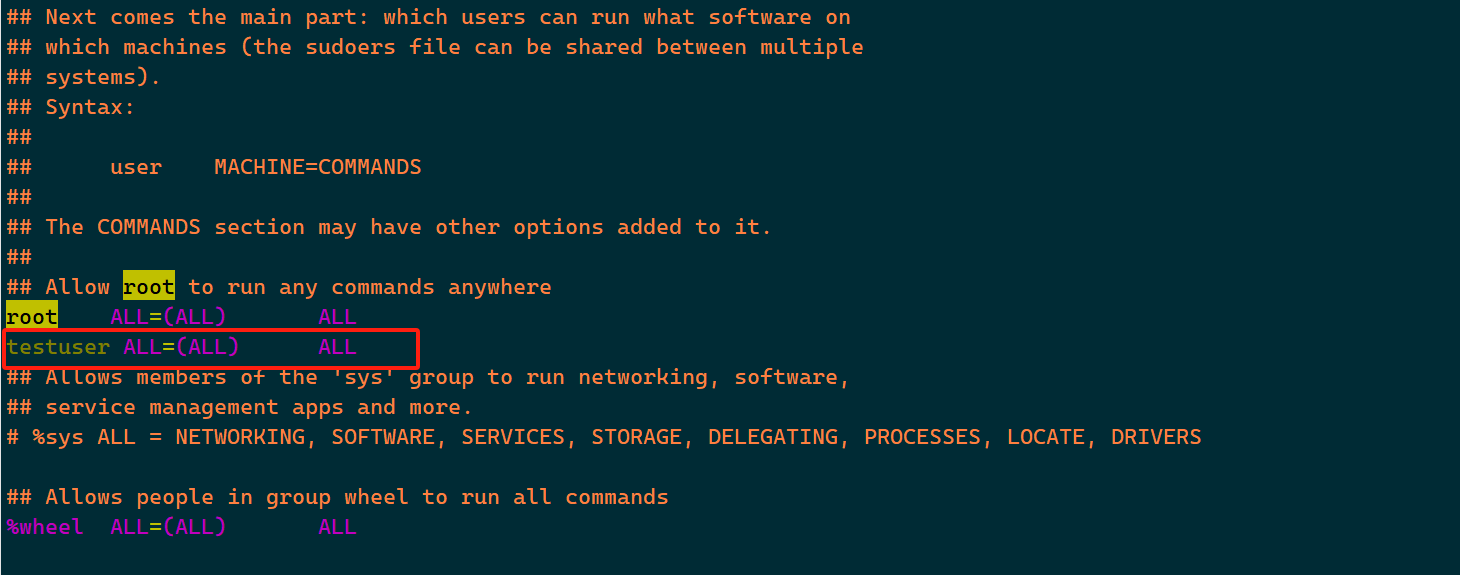 ## Next comes the main part: which users can run what software on
## which machines (the sudoers file can be shared between multiple
## systems).
## Syntax:
##
##      user    MACHINE=COMMANDS
##
## The COMMANDS section may have other options added to it.
##
## Allow root to run any commands anywhere
root    ALL=(ALL)       ALL
testuser ALL=(ALL)      ALL
## Allows members of the 'sys' group to run networking, software,
## service management apps and more.
# %sys ALL = NETWORKING, SOFTWARE, SERVICES, STORAGE, DELEGATING, PROCESSES, LOCATE, DRIVERS

## Allows people in group wheel to run all commands
%wheel  ALL=(ALL)       ALL